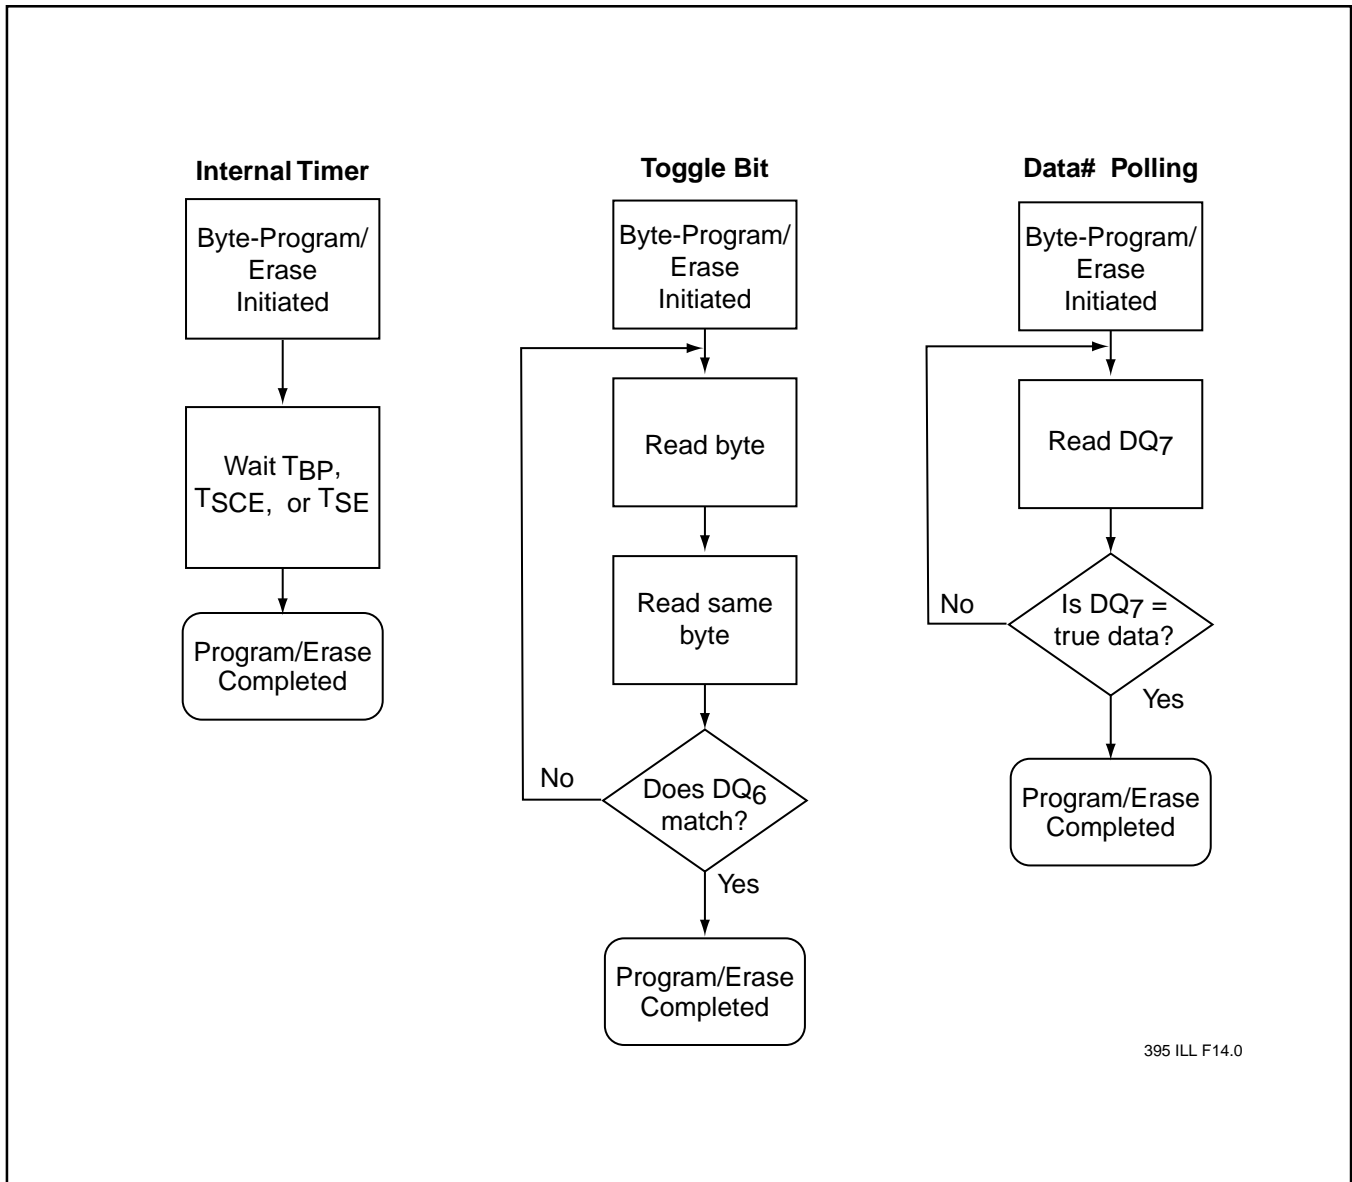 Internal Timer
Byte-Program/
Erase
Initiated
Wait TBP,
TSCE, or TSE
Program/Erase
Completed
Toggle Bit
Byte-Program/
Erase
Initiated
Read byte
Read same
byte
Does DQ6
match?
No
Yes
Program/Erase
Completed
Data# Polling
Byte-Program/
Erase
Initiated
Read DQ7
Is DQ7 =
true data?
No
Yes
Program/Erase
Completed
395 ILL F14.0